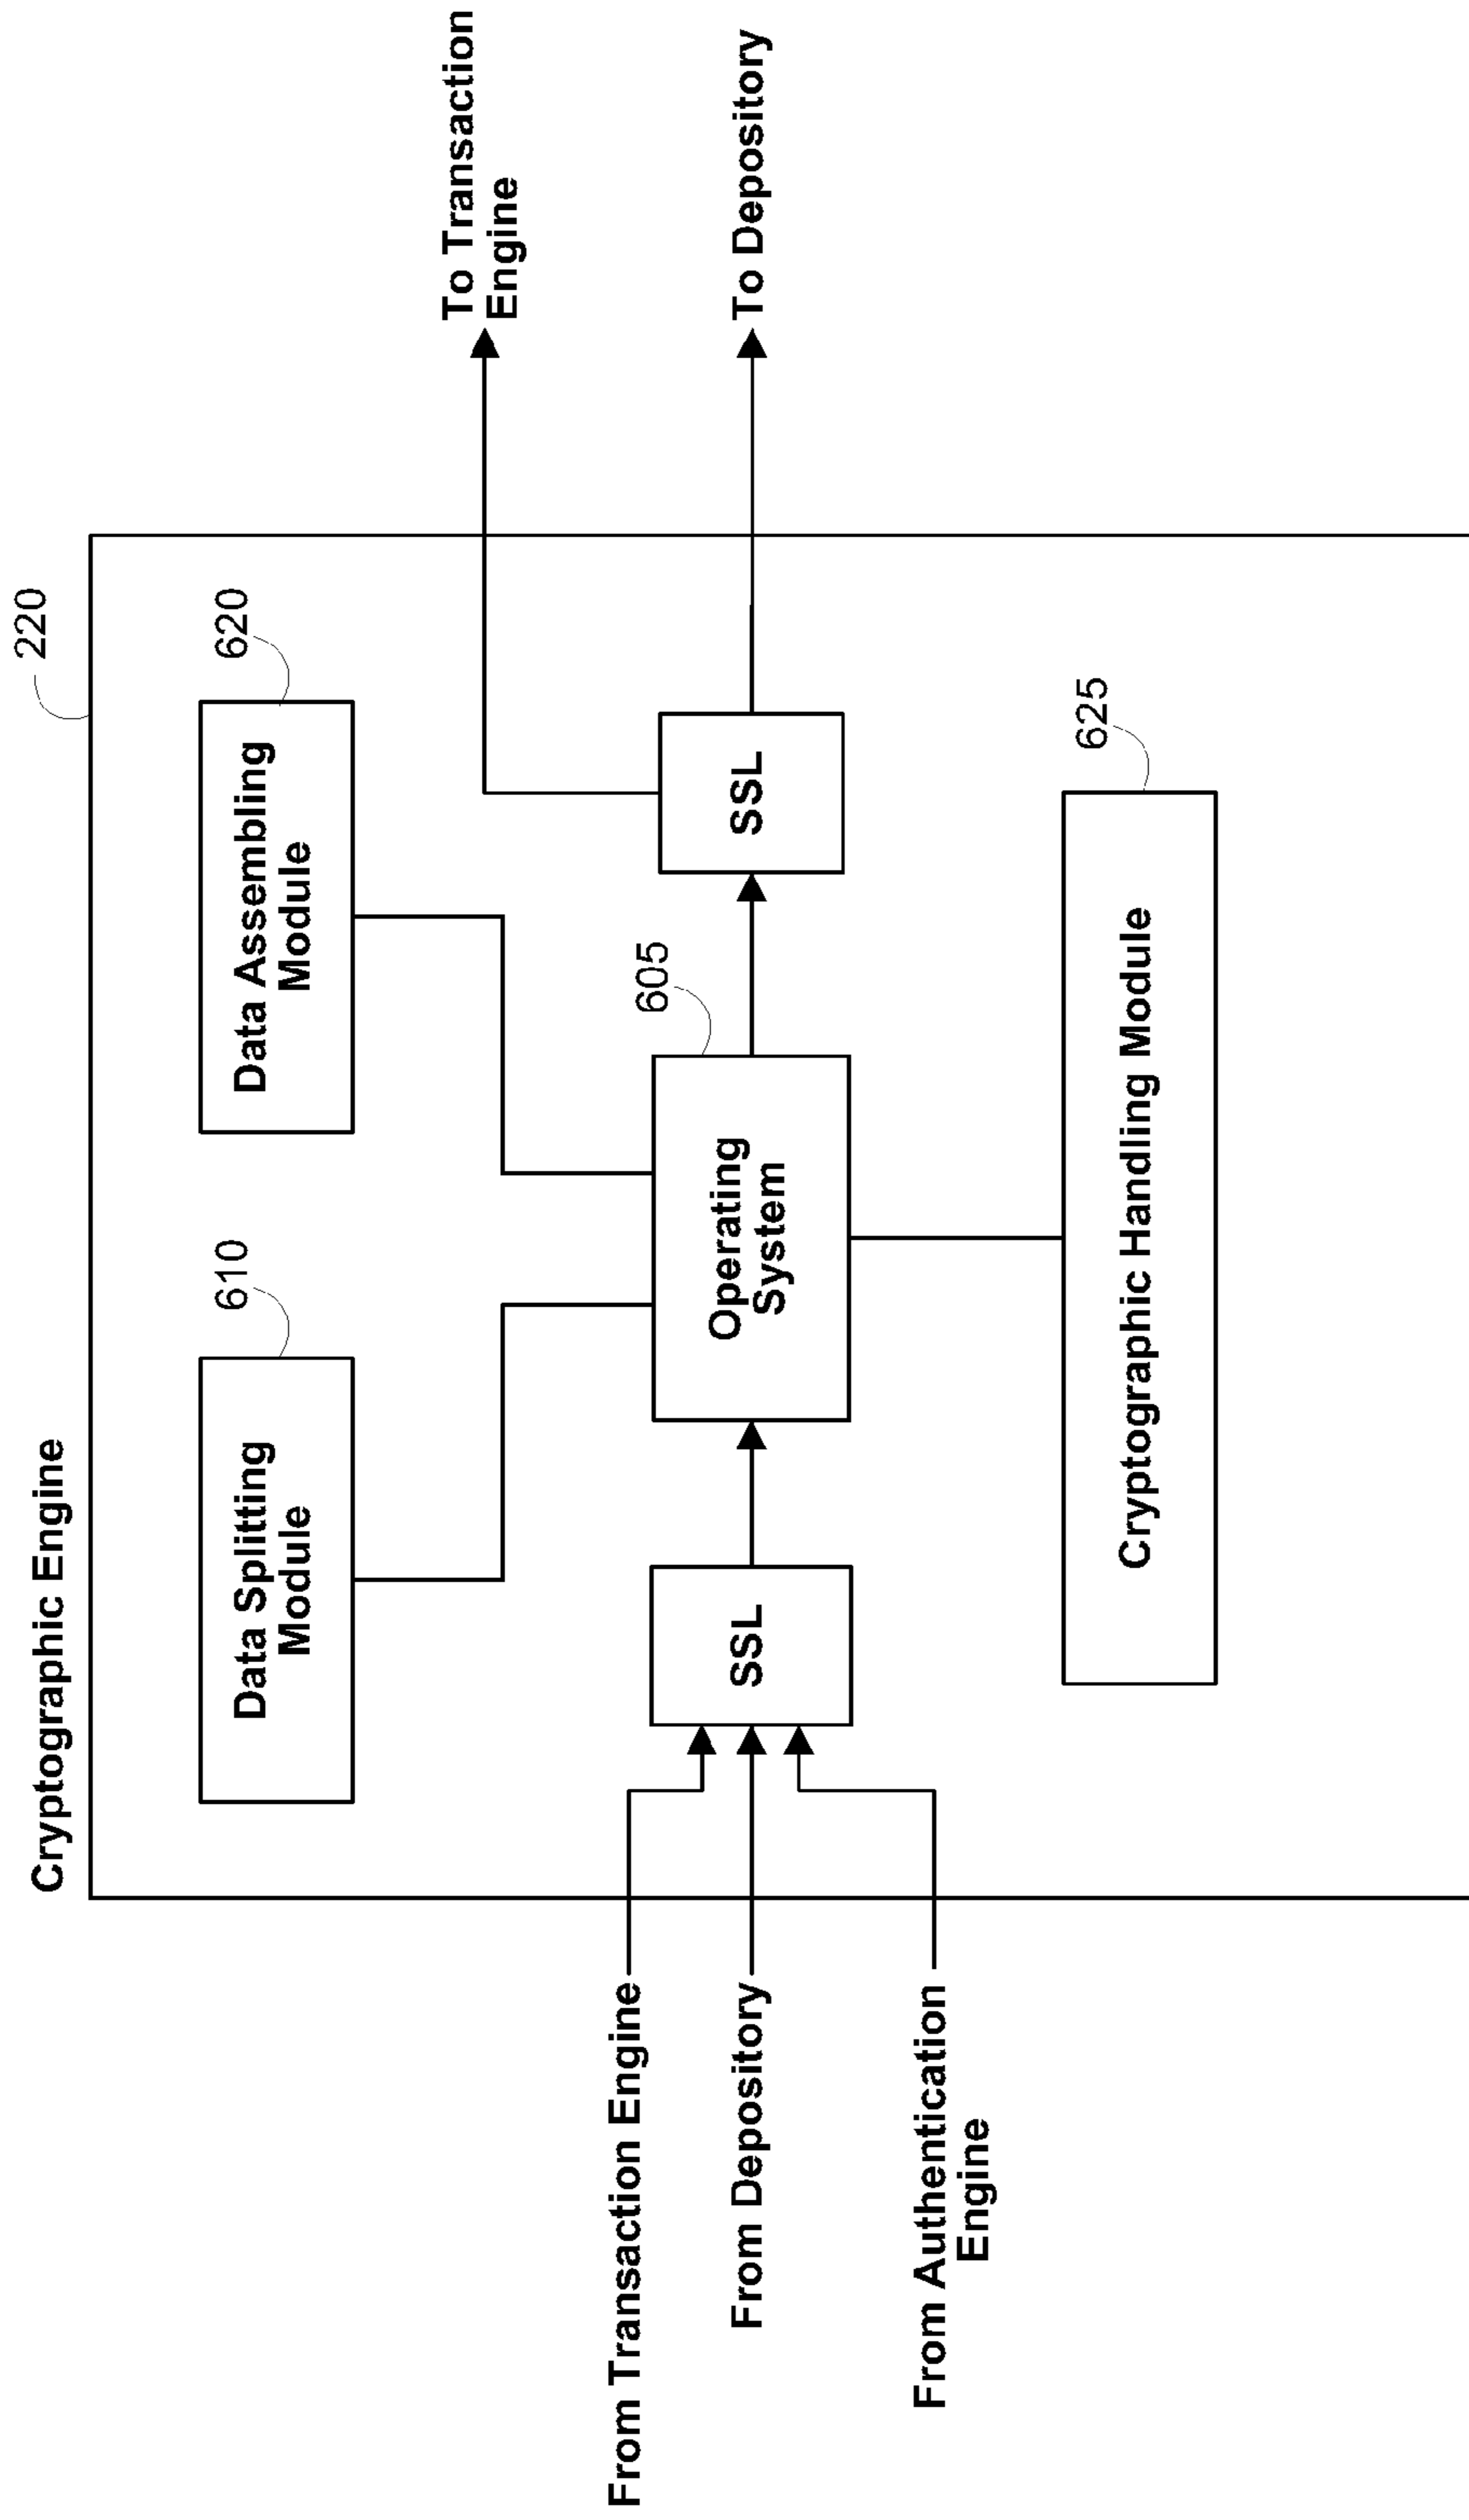 Cryptographic Engine
220
Data Splitting
Module
610
Data Assembling
Module
620
From Transaction Engine
From Depository
From Authentication
Engine
SSL
Operating
System
605
SSL
To Transaction
Engine
To Depository
Cryptographic Handling Module
625